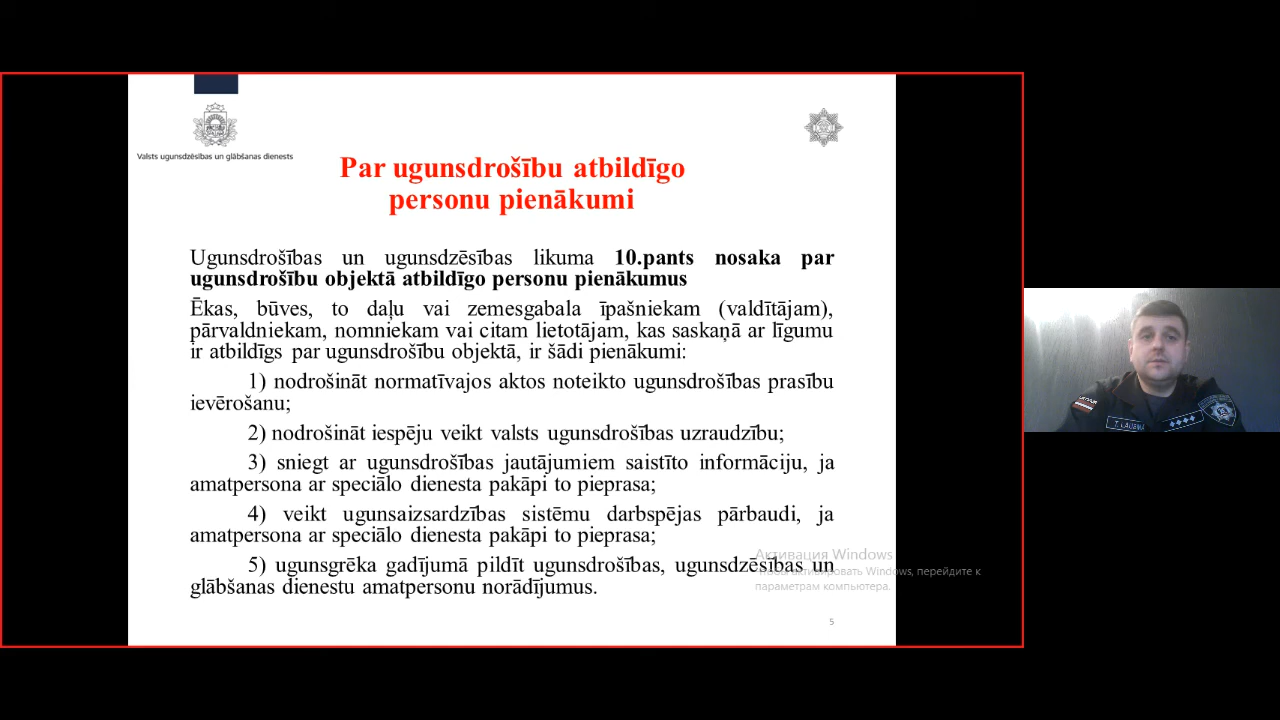 Valsts ugunsdzēsības un glābšanas dienests
Par ugunsdrošību atbildīgo
personu pienākumi
Ugunsdrošības un ugunsdzēsības likuma 10.pants nosaka par
ugunsdrošību objektā atbildīgo personu pienākumus
Ēkas, būves, to daļu vai zemesgabala īpašniekam (valdītājam),
pārvaldniekam, nomniekam vai citam lietotājam, kas saskaņā ar līgumu
ir atbildīgs par ugunsdrošību objektā, ir šādi pienākumi:
1) nodrošināt normatīvajos aktos noteikto ugunsdrošības prasību
ievērošanu;
2) nodrošināt iespēju veikt valsts ugunsdrošības uzraudzību;
3) sniegt ar ugunsdrošības jautājumiem saistīto informāciju, ja
amatpersona ar speciālo dienesta pakāpi to pieprasa;
4) veikt ugunsaizsardzības sistēmu darbspējas pārbaudi, ja
amatpersona ar speciālo dienesta pakāpi to pieprasa;
5) ugunsgrēka gadījumā pildīt ugunsdrošības, ugunsdzēsības un
glābšanas dienestu amatpersonu norādījumus.
Активация Windows
Чтобы активировать Windows, перейдите к
параметрам компьютера.
5